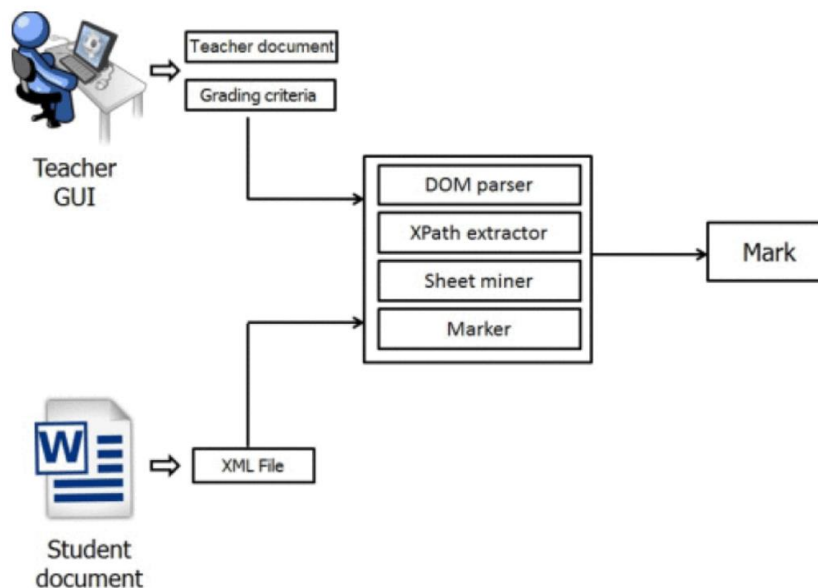 Teacher document
Grading criteria
Teacher
GUI
DOM parser
XPath extractor
Sheet miner
Marker
Mark
W
XML File
Student
document